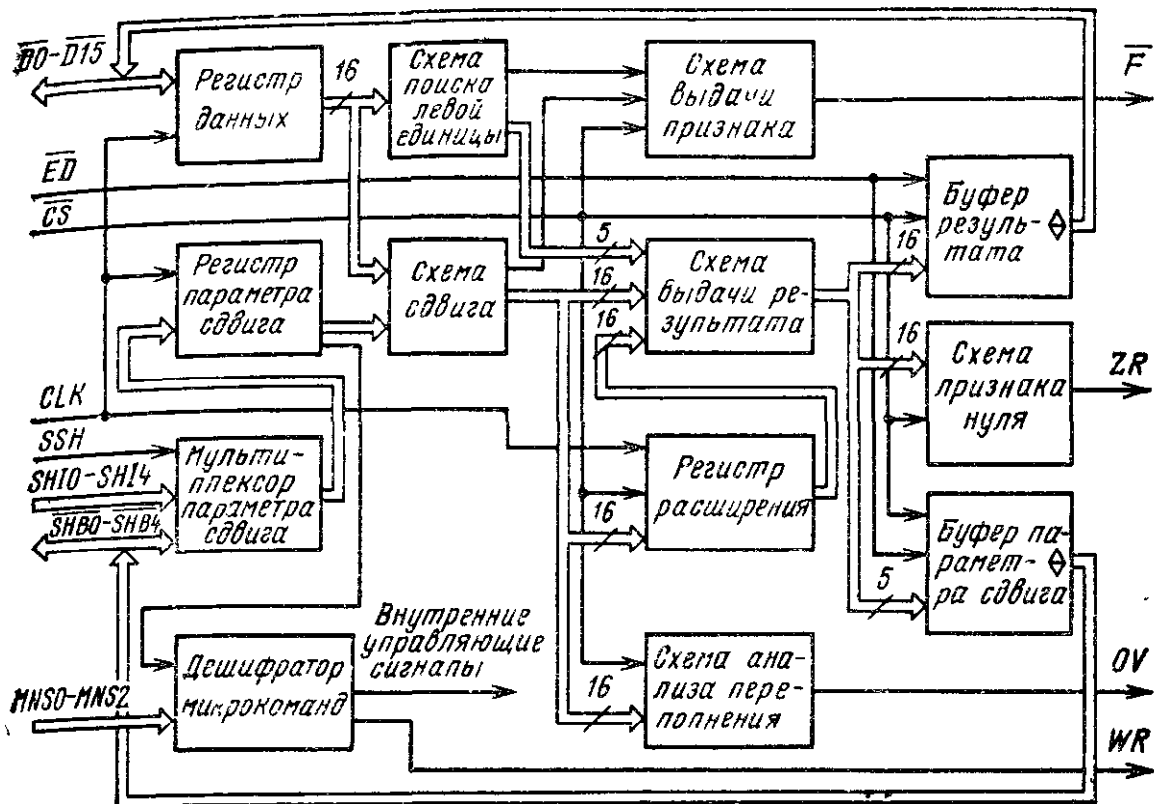 D0-D15
Регистр
данных
16
Схема
поиска
левой
единицы
Схема
выдачи
признака
F
ED
CS
Буфер
резуль-
тата
16
Регистр
параметра
сдвига
Схема
сдвига
5
16
16
Схема
выдачи ре-
зультата
16
Схема
признака
нуля
ZR
CLK
SSH
SHI0-SHI4
SHB0-SHB4
Мульти-
плексор
параметра
сдвига
Регистр
расширения
16
Буфер па-
рамет-
ра сдвига
5
Внутренние
управляющие
сигналы
MNS0-MNS2
Дешифратор
микрокоманд
Схема ана-
лиза пере-
полнения
16
OV
WR